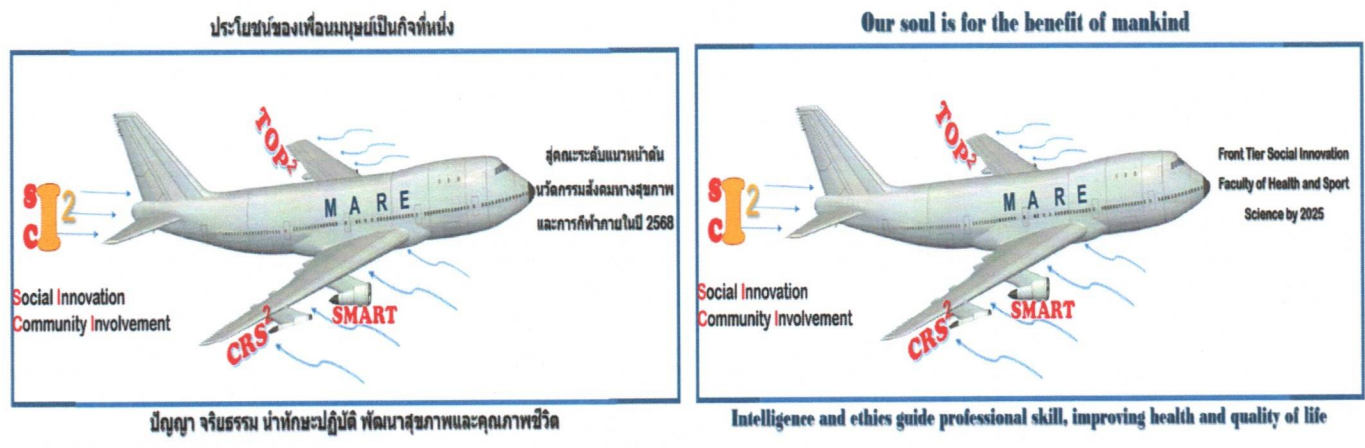 ประโยชน์ของเพื่อนมนุษย์เป็นกิจที่หนึ่ง
TOP²
สู่คณะระดับแนวหน้าด้น
นวัตกรรมสังคมทางสุขภาพ
และการกีฬาภายในปี 2568
MARE
S
I2
C
Social Innovation
Community Involvement
SMART
CRS²
ปัญญา จริยธรรม นำทักษะปฏิบัติ พัฒนาสุขภาพและคุณภาพชีวิต
Our soul is for the benefit of mankind
TOP²
Front Tier Social Innovation
Faculty of Health and Sport
Science by 2025
MARE
S
I2
C
Social Innovation
Community Involvement
SMART
CRS²
Intelligence and ethics guide professional skill, improving health and quality of life